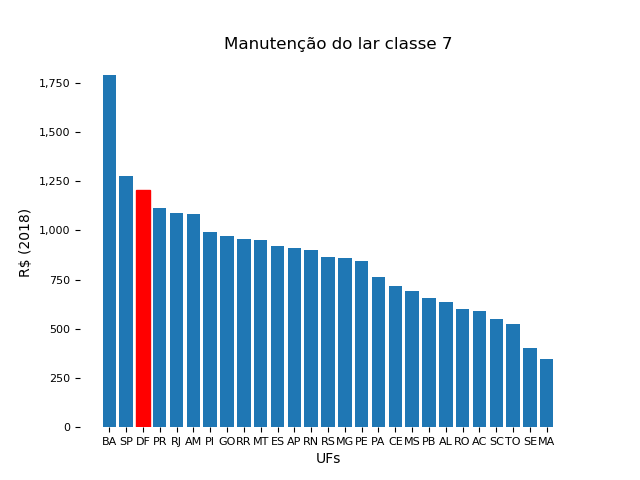 Manutenção do lar classe 7
1,750
1,500
1,250
1,000
750
500
250
0
R$ (2018)
BA SP DF PR RJ AM PI GO RR MT ES AP RN RS MG PE PA CE MS PB AL RO AC SC TO SE MA
UFs